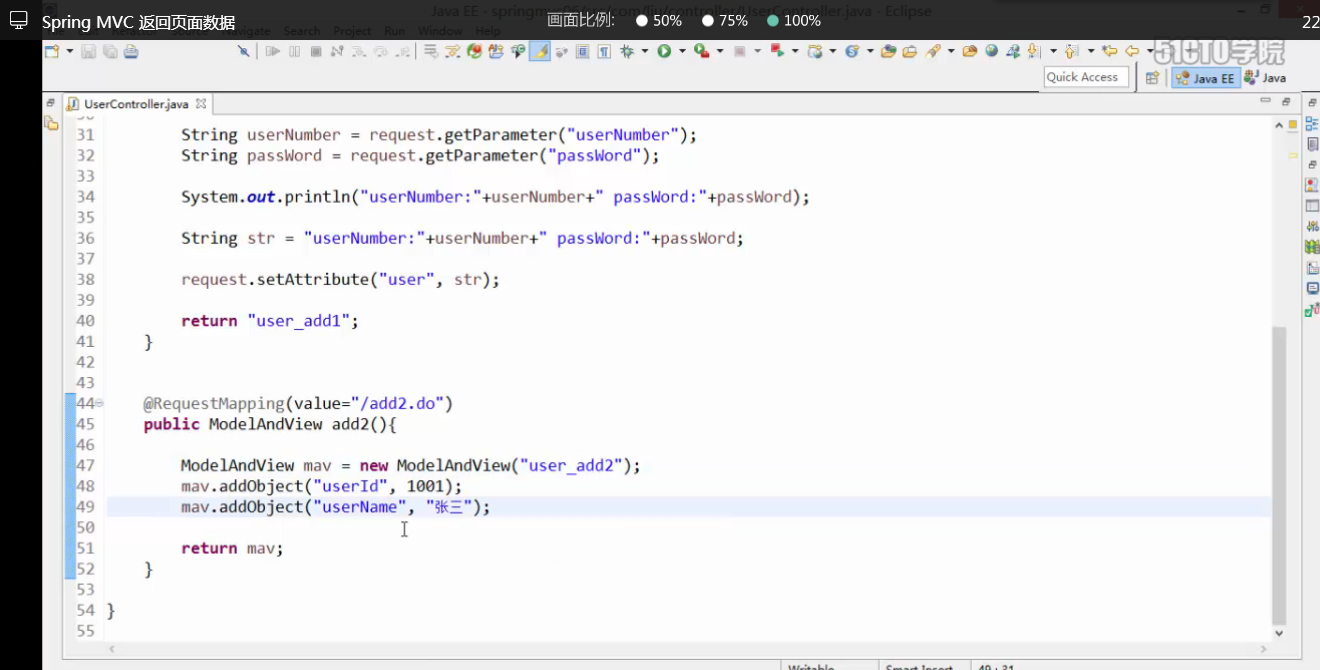 Spring MVC 返回页面数据
Java EE - springmvc06/src/com/liu/controller/UserController.java - Eclipse
画面比例: 50% 75% 100%
22
Navigate Search Project Run Window Help
51CTO学院
Quick Access
Java EE
Java
UserController.java
31 String userNumber = request.getParameter("userNumber");
32 String passWord = request.getParameter("passWord");
33
34 System.out.println("userNumber:"+userNumber+" passWord:"+passWord);
35
36 String str = "userNumber:"+userNumber+" passWord:"+passWord;
37
38 request.setAttribute("user", str);
39
40 return "user_add1";
41 }
42
43
44 @RequestMapping(value="/add2.do")
45 public ModelAndView add2(){
46
47 ModelAndView mav = new ModelAndView("user_add2");
48 mav.addObject("userId", 1001);
49 mav.addObject("userName", "张三");
50
51 return mav;
52 }
53
54 }
55
Writable
Smart Insert
49 : 31